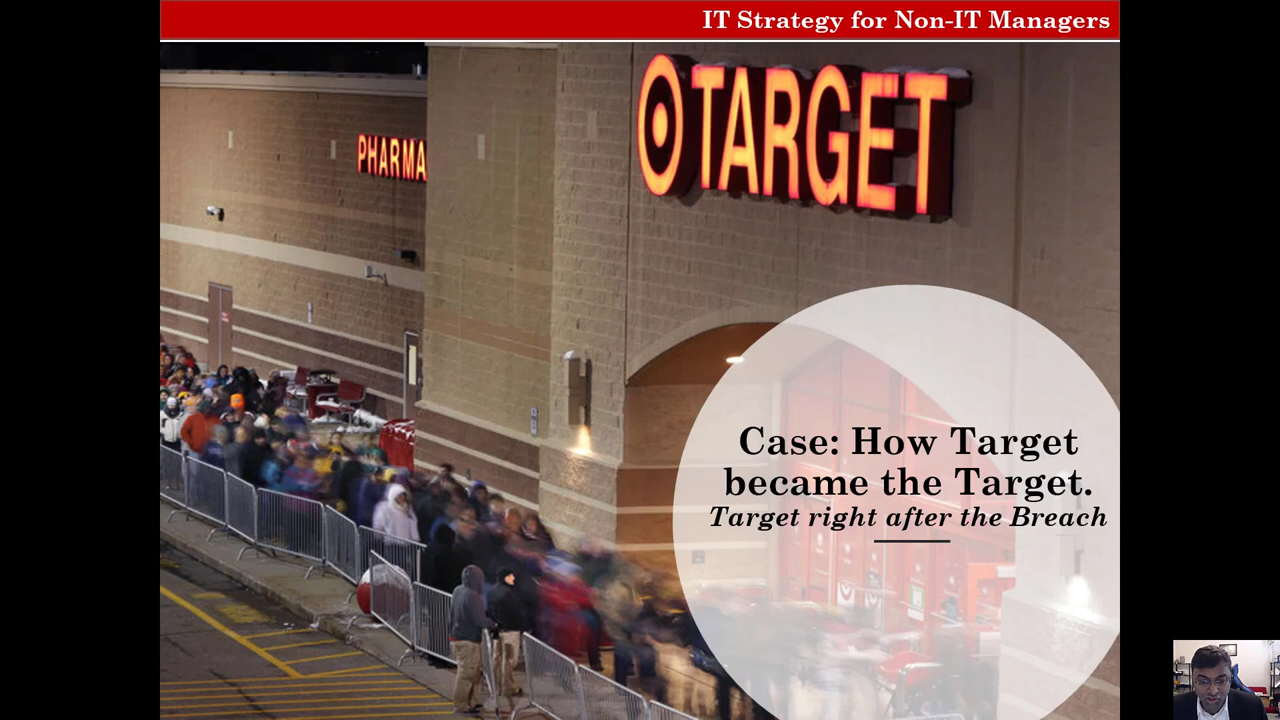 IT Strategy for Non-IT Managers
TARGET
PHARMA
Case: How Target
became the Target.
Target right after the Breach